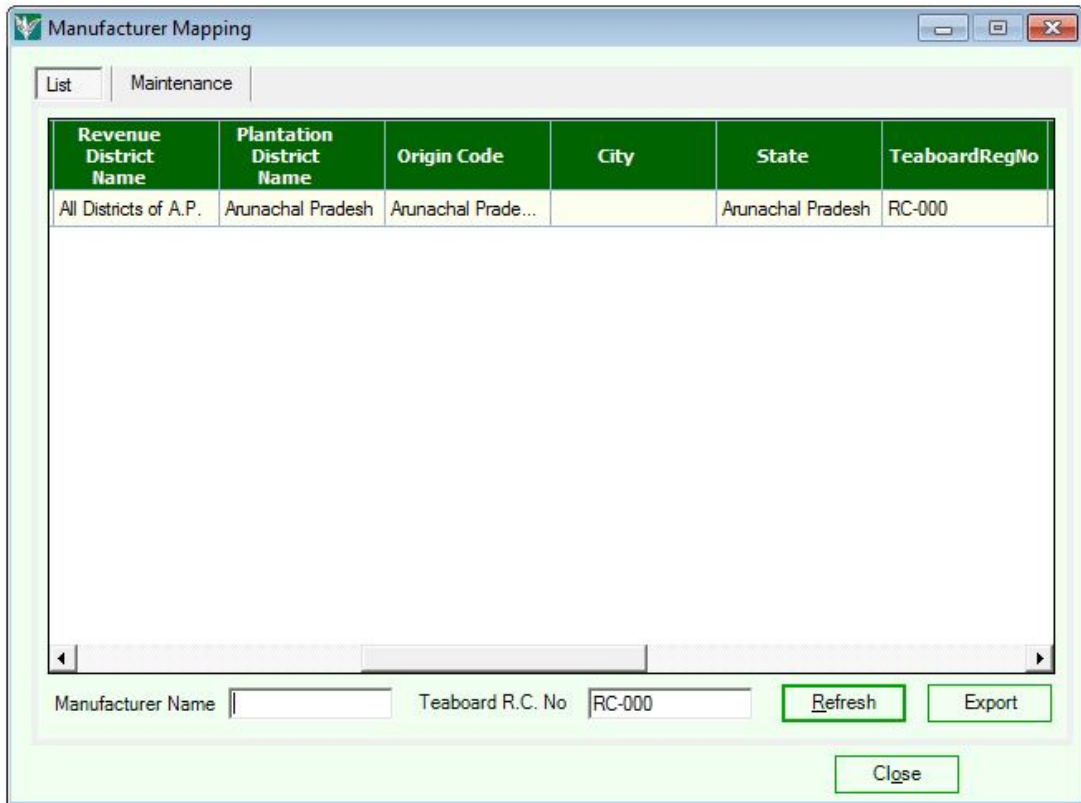 Manufacturer Mapping
List Maintenance
Revenue District Name Plantation District Name Origin Code City State TeaboardRegNo
All Districts of A.P. Arunachal Pradesh Arunachal Prade... Arunachal Pradesh RC-000
Manufacturer Name Teaboard R.C. No RC-000 Refresh Export
Close